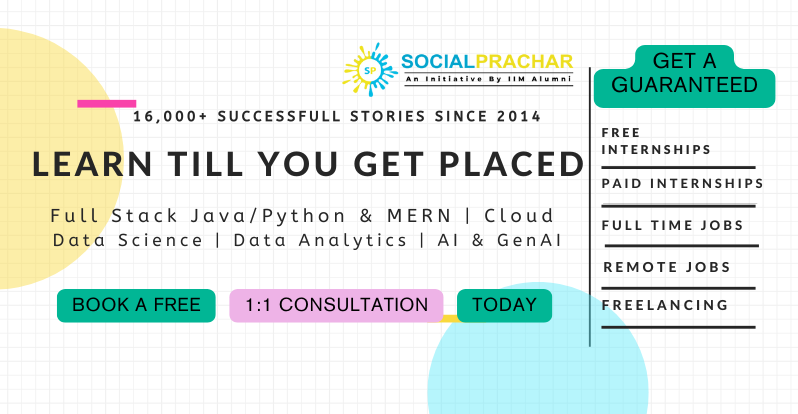 SP
SOCIALPRACHAR
An Initiative By IIM Alumni
16,000+ SUCCESSFULL STORIES SINCE 2014
LEARN TILL YOU GET PLACED
Full Stack Java/Python & MERN | Cloud
Data Science | Data Analytics | AI & GenAI
BOOK A FREE 1:1 CONSULTATION TODAY
GET A
GUARANTEED
FREE
INTERNSHIPS
PAID INTERNSHIPS
FULL TIME JOBS
REMOTE JOBS
FREELANCING